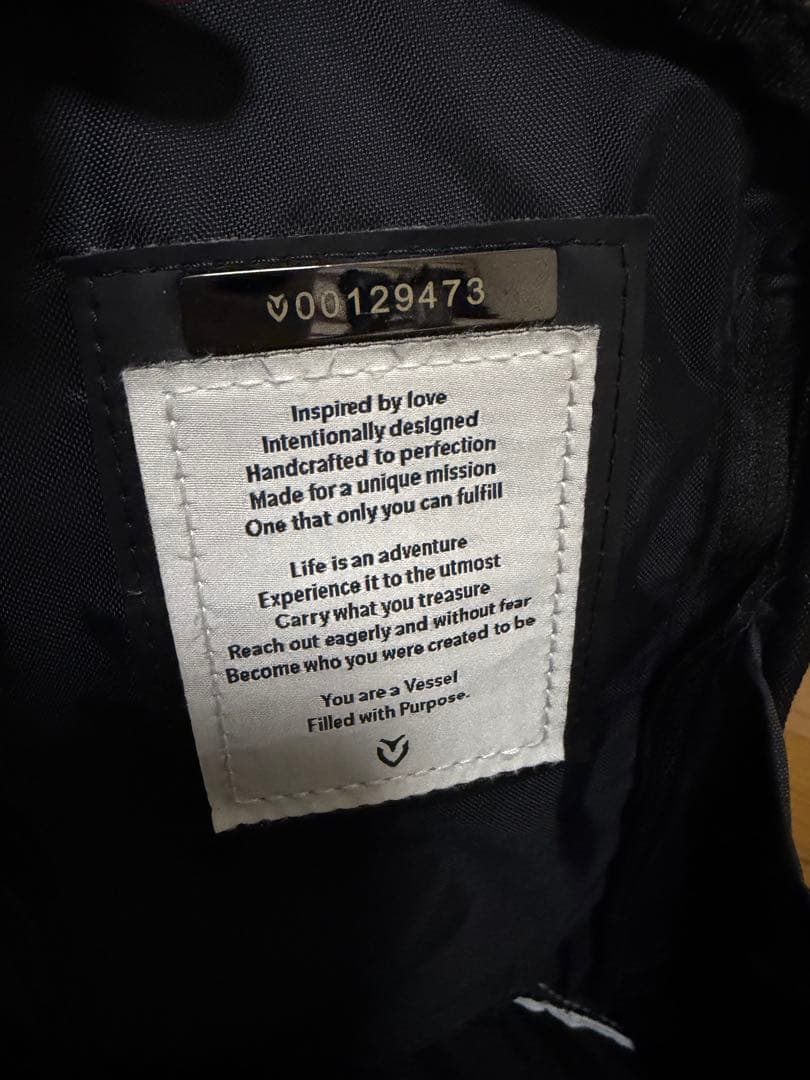 00129473
Inspired by love
Intentionally designed
Handcrafted to perfection
Made for a unique mission
One that only you can fulfill
Life is an adventure
Experience it to the utmost
Carry what you treasure
Reach out eagerly and without fear
Become who you were created to be
You are a Vessel
Filled with Purpose.